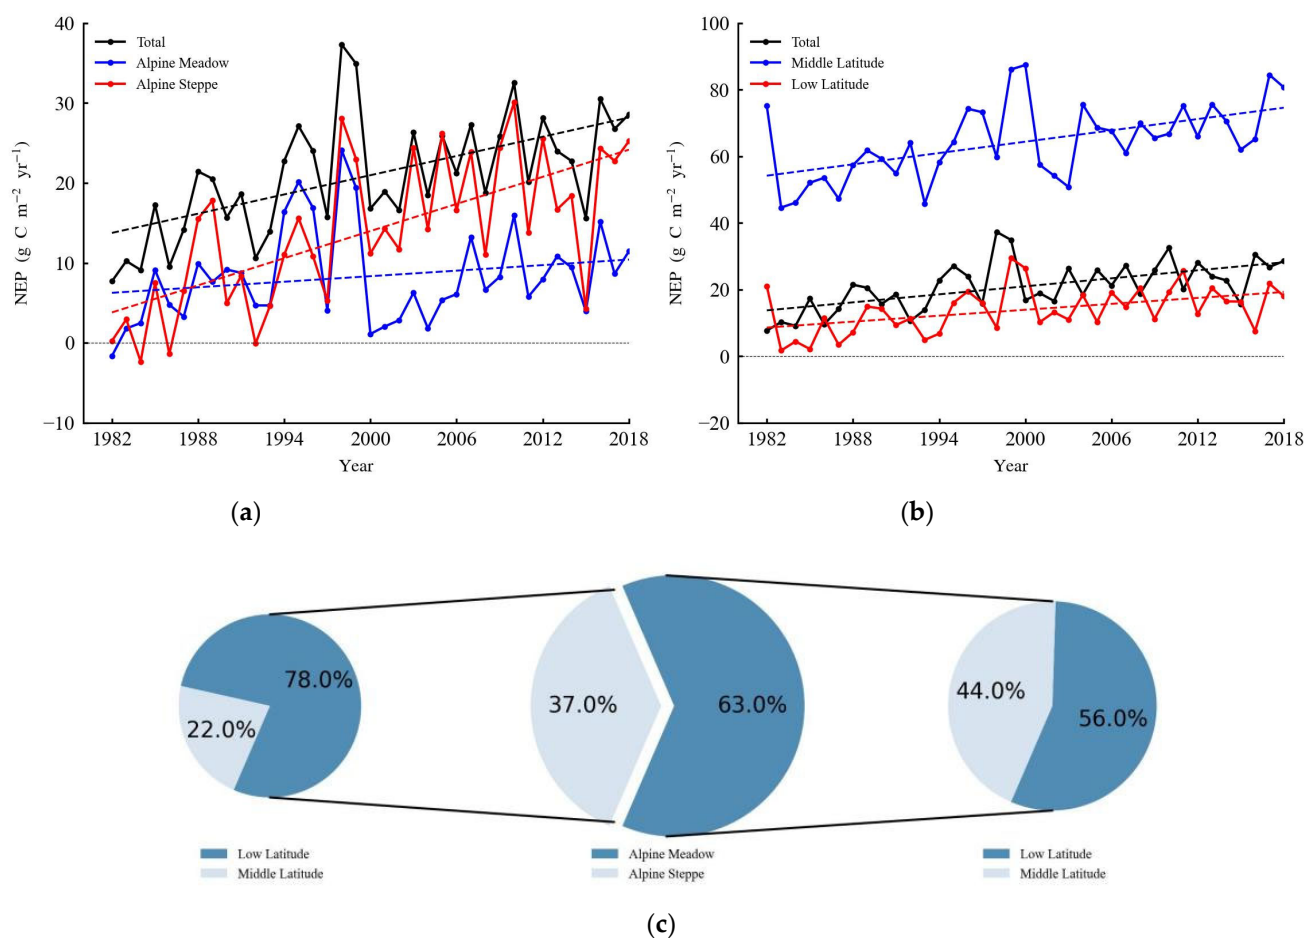 40
30
20
10
0
−10
NEP (g C m⁻² yr⁻¹)
Total
Alpine Meadow
Alpine Steppe
1982 1988 1994 2000 2006 2012 2018
Year
(a)
100
80
60
40
20
0
−20
NEP (g C m⁻² yr⁻¹)
Total
Middle Latitude
Low Latitude
1982 1988 1994 2000 2006 2012 2018
Year
(b)
78.0%
22.0%
Low Latitude
Middle Latitude
37.0%
63.0%
Alpine Meadow
Alpine Steppe
44.0%
56.0%
Low Latitude
Middle Latitude
(c)